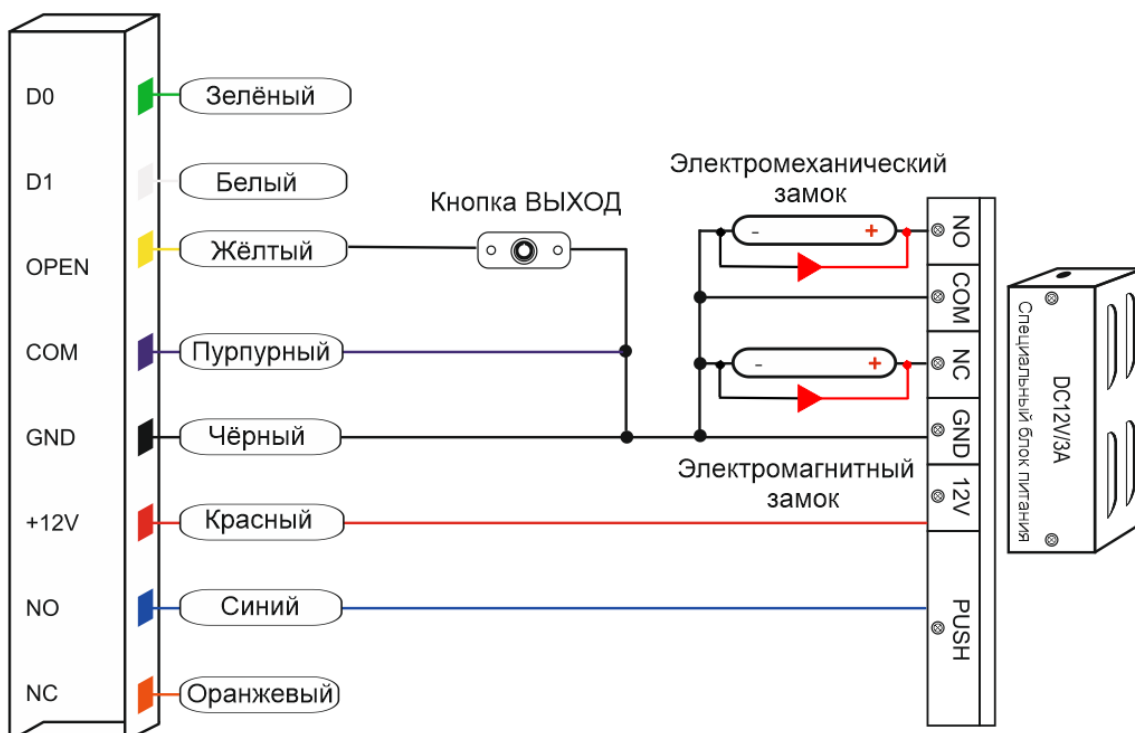 D0
Зелёный
D1
Белый
OPEN
Жёлтый
Кнопка ВЫХОД
COM
Пурпурный
GND
Чёрный
+12V
Красный
NO
Синий
NC
Оранжевый
Электромеханический
замок
-
+
-
+
Электромагнитный
замок
NO
COM
NC
GND
12V
PUSH
DC12V/3A
Специальный блок питания